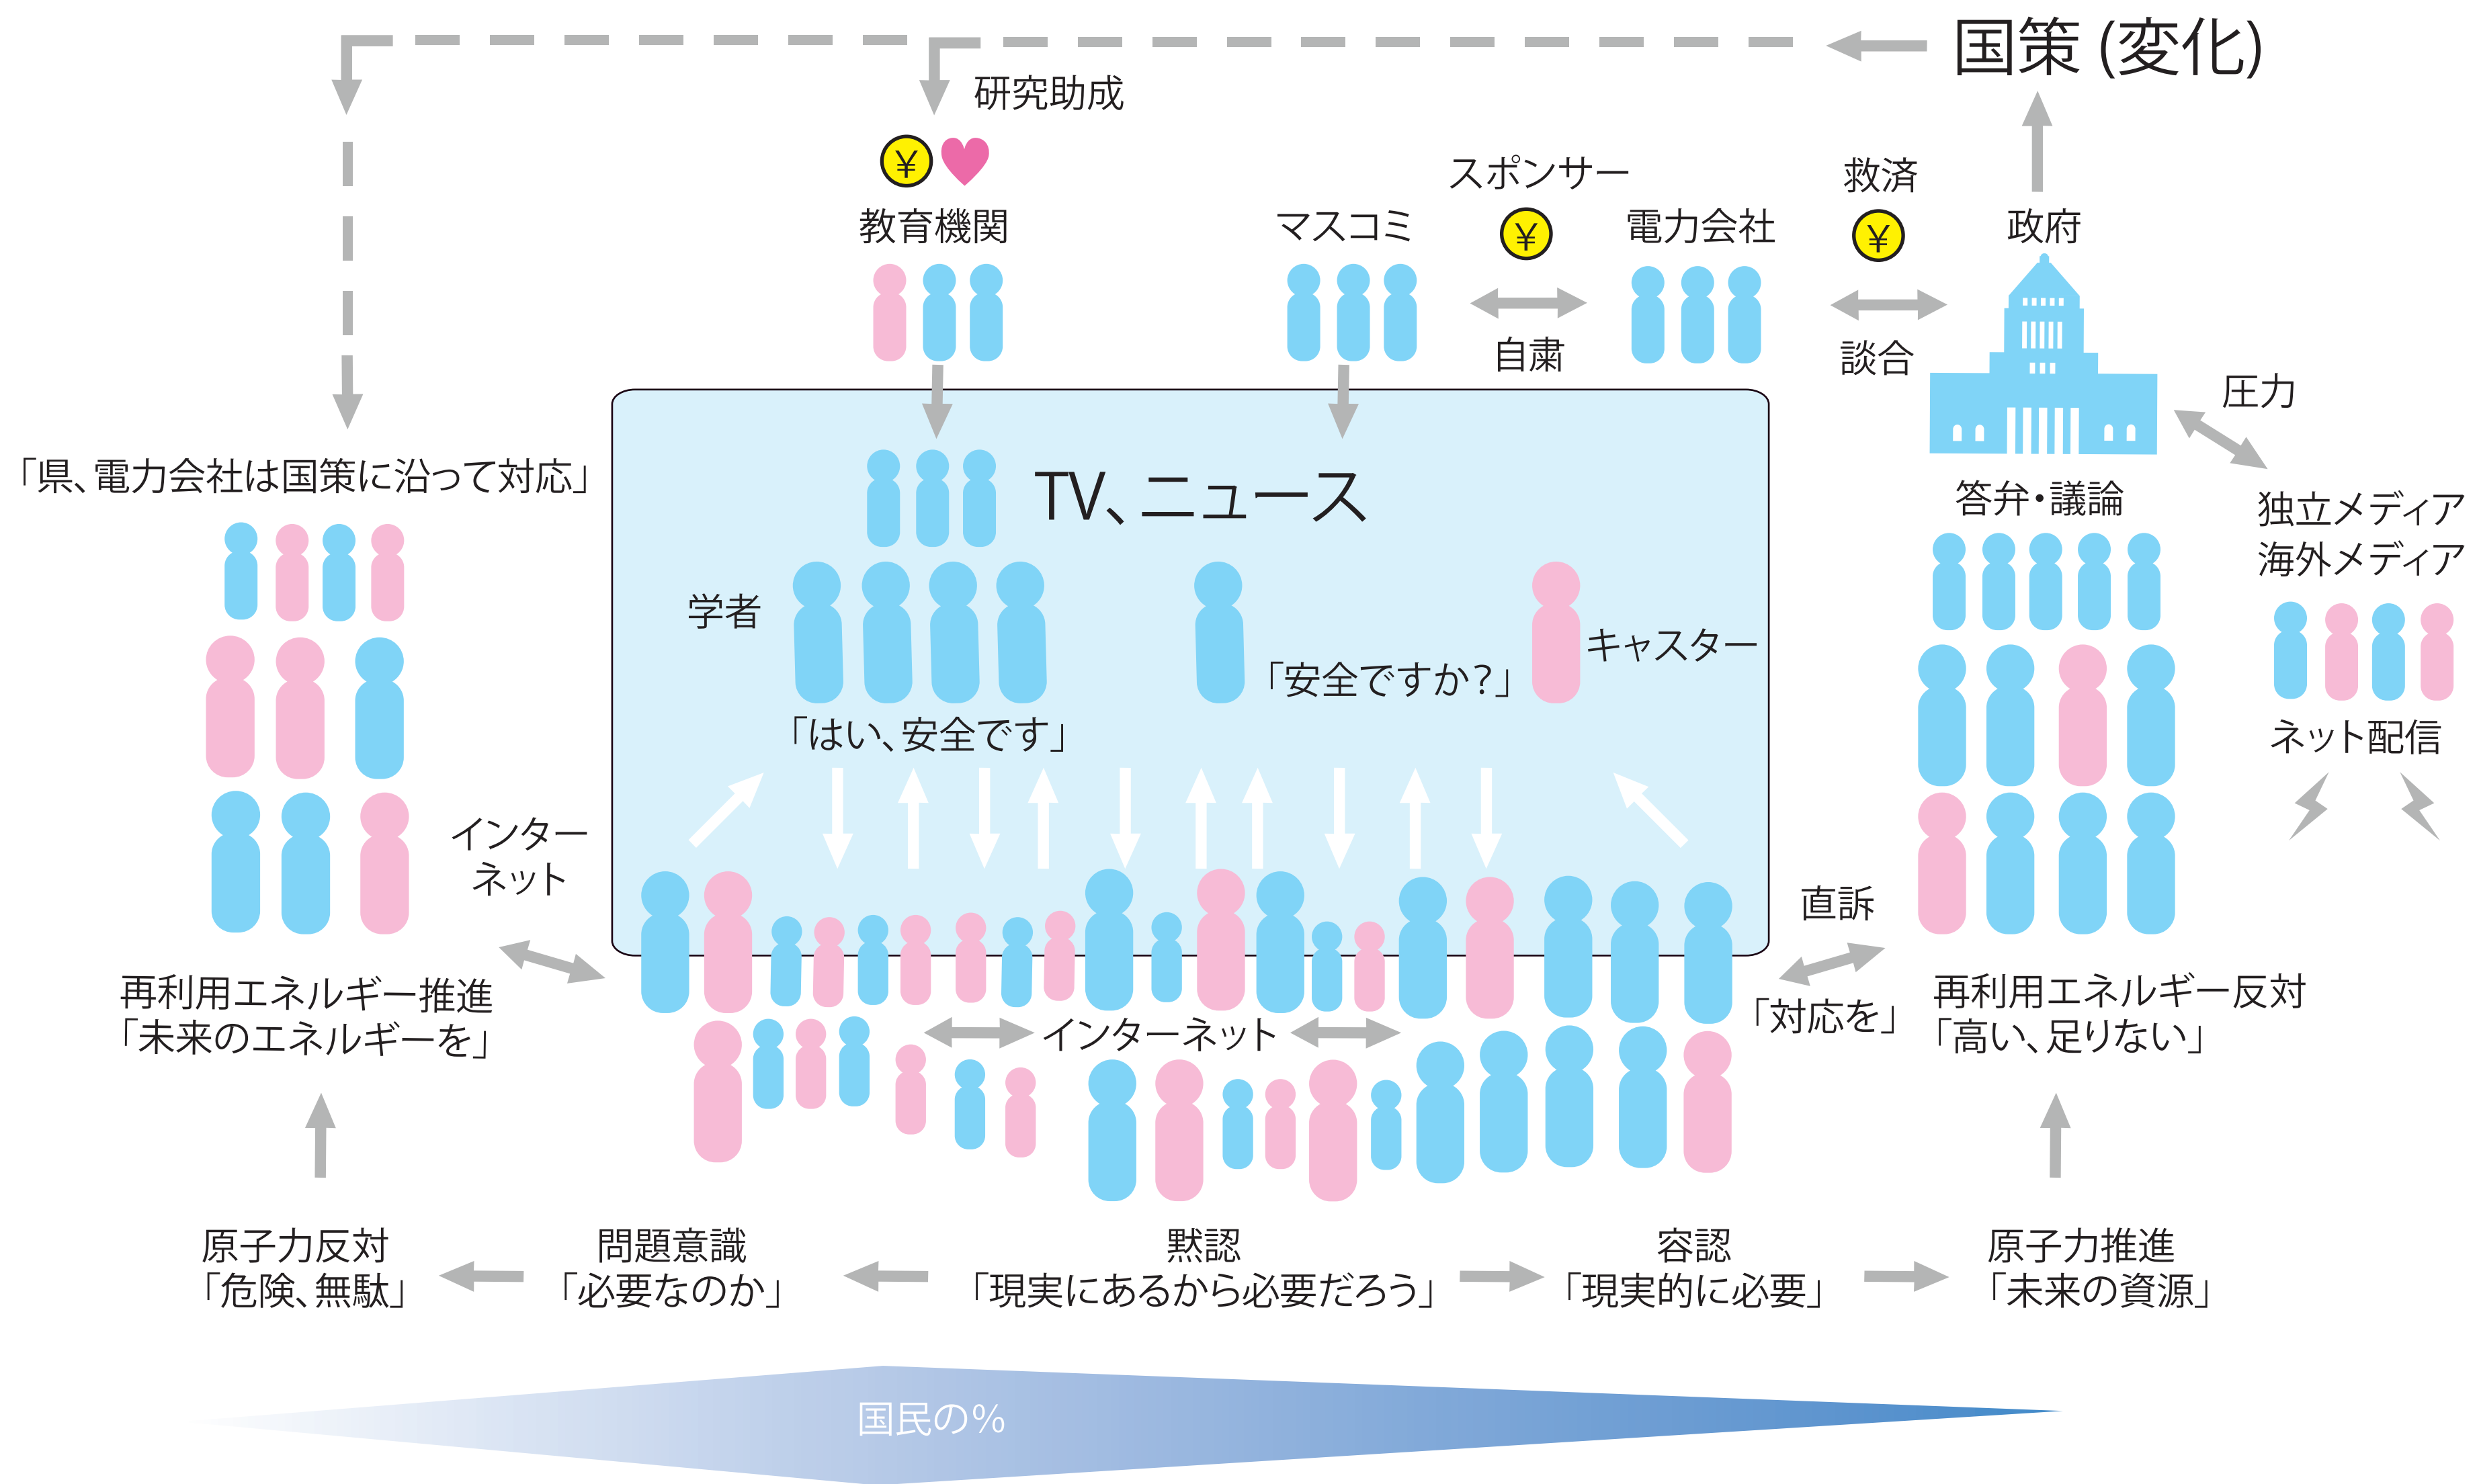 国策 (変化)
研究助成
¥
教育機関
マスコミ
スポンサー
¥
自粛
電力会社
救済
¥
談合
政府
圧力
「県、電力会社は国策に沿って対応」
TV、ニュース
学者
「はい、安全です」
「安全ですか？」
キャスター
答弁・議論
独立メディア
海外メディア
ネット配信
インター
ネット
直訴
「対応を」
再利用エネルギー推進
「未来のエネルギーを」
インターネット
再利用エネルギー反対
「高い、足りない」
原子力反対
「危険、無駄」
問題意識
「必要なのか」
黙認
「現実にあるから必要だろう」
容認
「現実的に必要」
原子力推進
「未来の資源」
国民の%